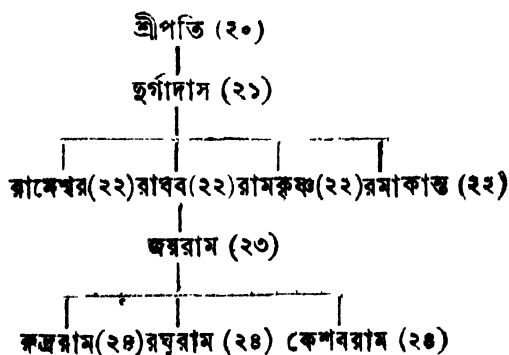 শ্রীপতি (২০)
দুর্গাদাস (২১)
রামেশ্বর(২২)রাঘব(২২)রামকৃষ্ণ(২২)রমাকান্ত (২২)
জয়রাম (২৩)
রুদ্ররাম(২৪)রঘুরাম (২৪) কেশবরাম (২৪)